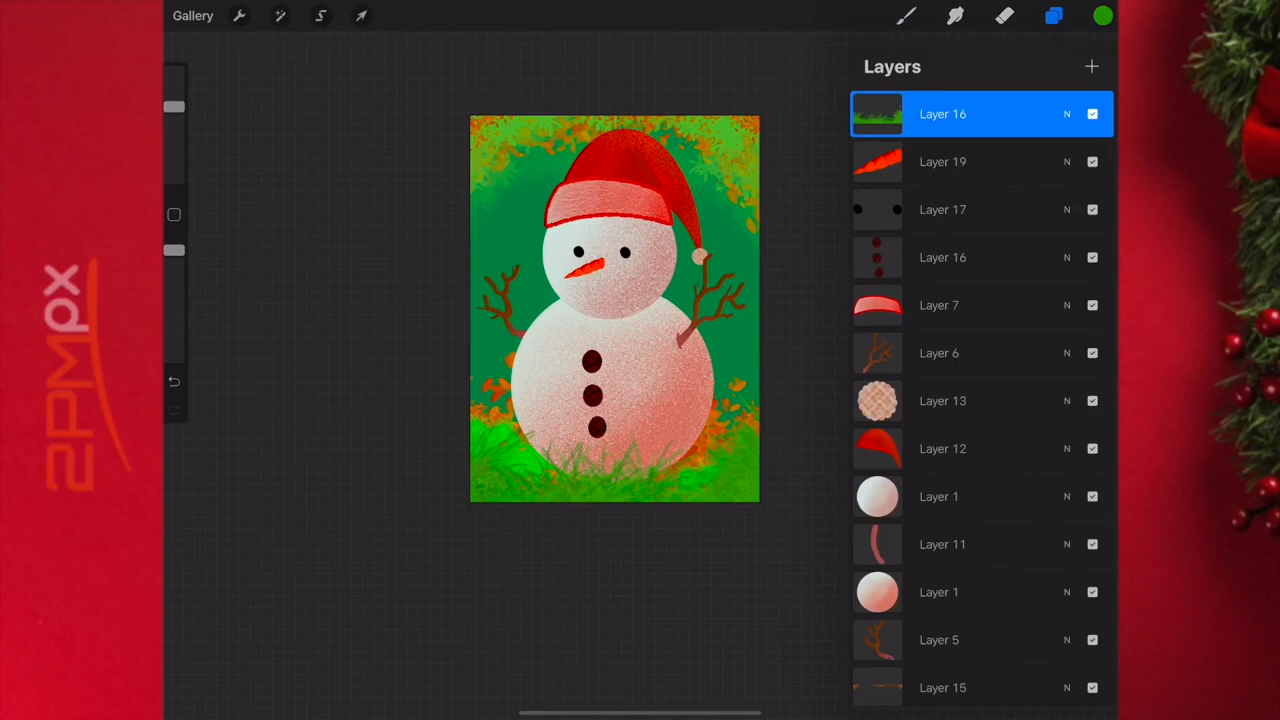 Gallery
Layers
Layer 16 N
Layer 19 N
Layer 17 N
Layer 16 N
Layer 7 N
Layer 6 N
Layer 13 N
Layer 12 N
Layer 1 N
Layer 11 N
Layer 1 N
Layer 5 N
Layer 15 N
2PMpx